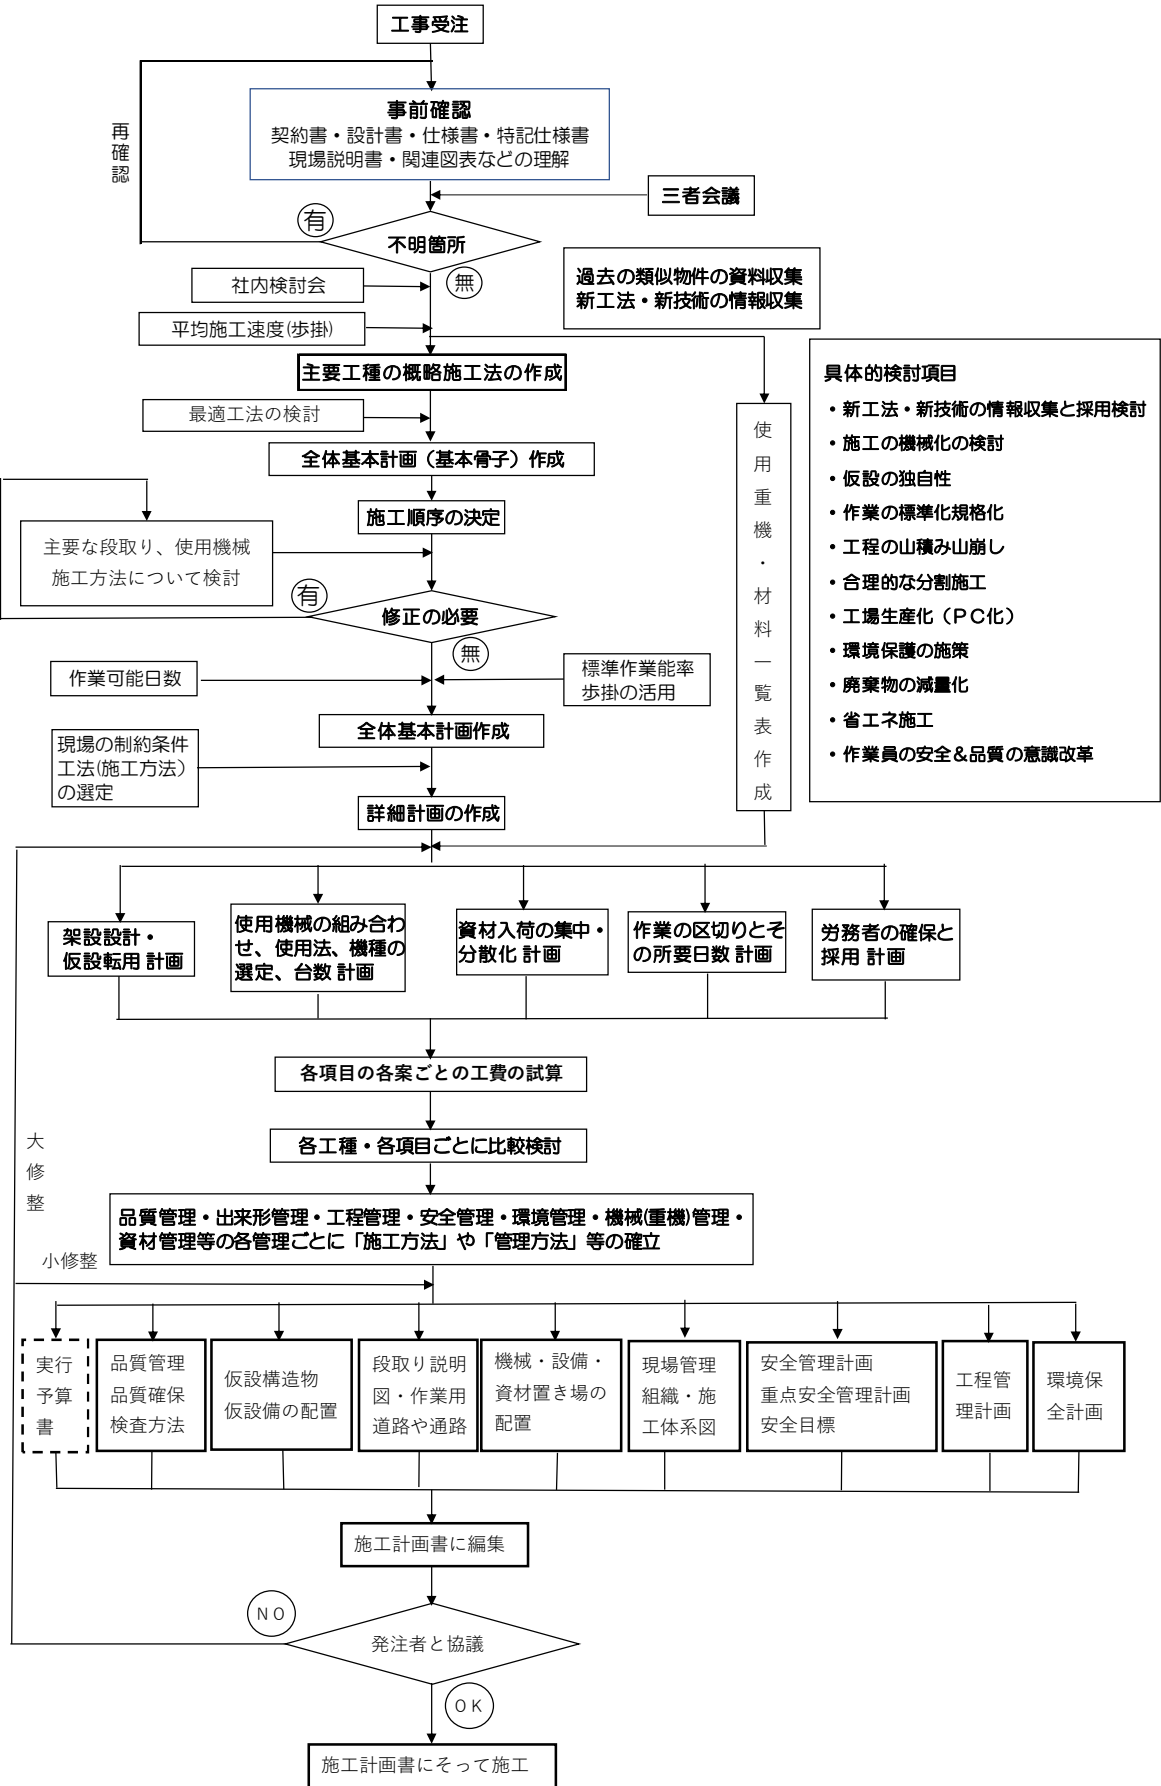 工事受注
事前確認
契約書・設計書・仕様書・特記仕様書
現場説明書・関連図表などの理解
再
確
認
三者会議
有
不明箇所
無
社内検討会
過去の類似物件の資料収集
新工法・新技術の情報収集
平均施工速度(歩掛)
主要工種の概略施工法の作成
具体的検討項目
・新工法・新技術の情報収集と採用検討
・施工の機械化の検討
・仮設の独自性
・作業の標準化規格化
・工程の山積み山崩し
・合理的な分割施工
・工場生産化（ＰＣ化）
・環境保護の施策
・廃棄物の減量化
・省エネ施工
・作業員の安全＆品質の意識改革
最適工法の検討
使
用
重
機
・
材
料
一
覧
表
作
成
全体基本計画（基本骨子）作成
施工順序の決定
主要な段取り、使用機械
施工方法について検討
有
修正の必要
無
作業可能日数
標準作業能率
歩掛の活用
全体基本計画作成
現場の制約条件
工法(施工方法）
の選定
詳細計画の作成
架設設計・
仮設転用 計画
使用機械の組み合わ
せ、使用法、機種の
選定、台数 計画
資材入荷の集中・
分散化 計画
作業の区切りとそ
の所要日数 計画
労務者の確保と
採用 計画
各項目の各案ごとの工費の試算
各工種・各項目ごとに比較検討
大
修
整
品質管理・出来形管理・工程管理・安全管理・環境管理・機械(重機)管理・
資材管理等の各管理ごとに「施工方法」や「管理方法」等の確立
小修整
実行
予算
書
品質管理
品質確保
検査方法
仮設構造物
仮設備の配置
段取り説明
図・作業用
道路や通路
機械・設備・
資材置き場の
配置
現場管理
組織・施
工体系図
安全管理計画
重点安全管理計画
安全目標
工程管
理計画
環境保
全計画
施工計画書に編集
ＮＯ
発注者と協議
ＯＫ
施工計画書にそって施工